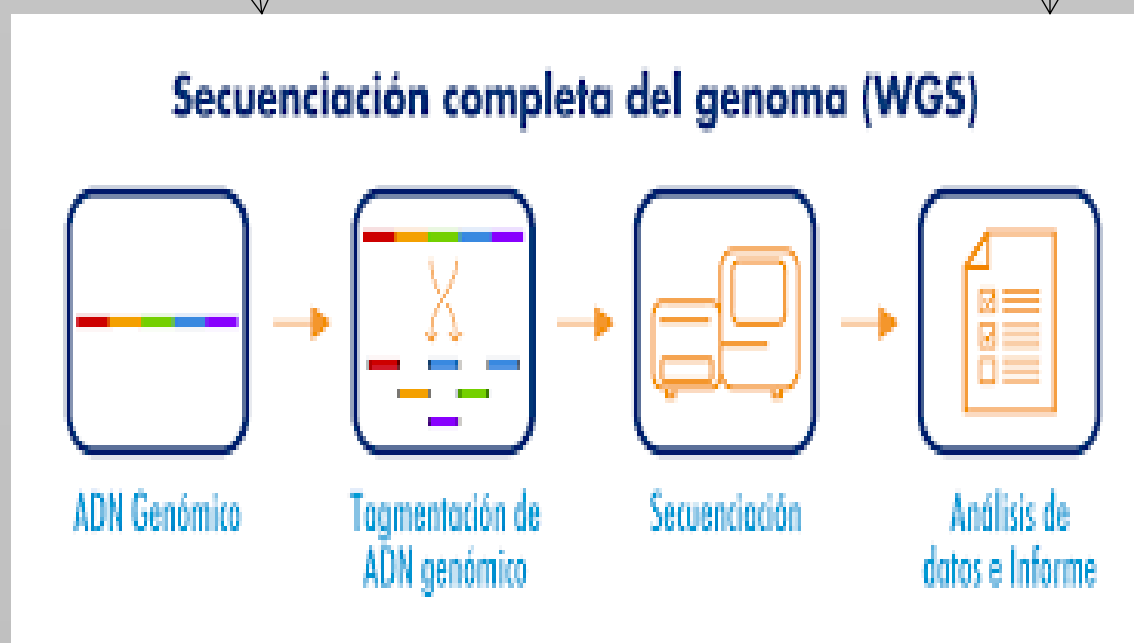 Secuenciación completa del genoma (WGS)
ADN Genómico
Tagmentación de
ADN genómico
Secuenciación
Análisis de
datos e Informe